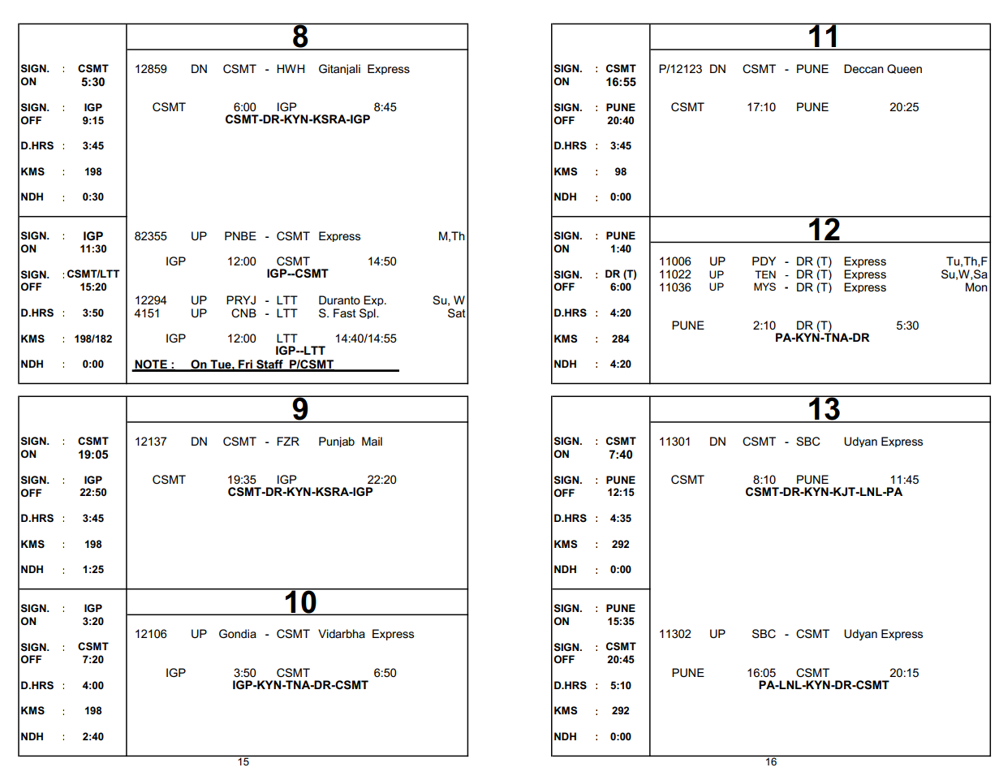 8
SIGN. : CSMT 12859 DN CSMT - HWH Gitanjali Express
ON 5:30
SIGN. : IGP CSMT 6:00 IGP 8:45
OFF 9:15 CSMT-DR-KYN-KSRA-IGP
D.HRS : 3:45
KMS : 198
NDH : 0:30
SIGN. : IGP 82355 UP PNBE - CSMT Express M,Th
ON 11:30
IGP 12:00 CSMT 14:50
SIGN. :CSMT/LTT IGP--CSMT
OFF 15:20
12294 UP PRYJ - LTT Duranto Exp. Su, W
D.HRS : 3:50 4151 UP CNB - LTT S. Fast Spl. Sat
KMS : 198/182 IGP 12:00 LTT 14:40/14:55
IGP--LTT
NDH : 0:00 NOTE : On Tue, Fri Staff P/CSMT
9
SIGN. : CSMT 12137 DN CSMT - FZR Punjab Mail
ON 19:05
SIGN. : IGP CSMT 19:35 IGP 22:20
OFF 22:50 CSMT-DR-KYN-KSRA-IGP
D.HRS : 3:45
KMS : 198
NDH : 1:25
10
SIGN. : IGP
ON 3:20
12106 UP Gondia - CSMT Vidarbha Express
SIGN. : CSMT
OFF 7:20
IGP 3:50 CSMT 6:50
D.HRS : 4:00 IGP-KYN-TNA-DR-CSMT
KMS : 198
NDH : 2:40
15
11
SIGN. : CSMT P/12123 DN CSMT - PUNE Deccan Queen
ON 16:55
SIGN. : PUNE CSMT 17:10 PUNE 20:25
OFF 20:40
D.HRS : 3:45
KMS : 98
NDH : 0:00
12
SIGN. : PUNE
ON 1:40
11006 UP PDY - DR (T) Express Tu,Th,F
SIGN. : DR (T) 11022 UP TEN - DR (T) Express Su,W,Sa
OFF 6:00 11036 UP MYS - DR (T) Express Mon
D.HRS : 4:20
PUNE 2:10 DR (T) 5:30
KMS : 284 PA-KYN-TNA-DR
NDH : 4:20
13
SIGN. : CSMT 11301 DN CSMT - SBC Udyan Express
ON 7:40
SIGN. : PUNE CSMT 8:10 PUNE 11:45
OFF 12:15 CSMT-DR-KYN-KJT-LNL-PA
D.HRS : 4:35
KMS : 292
NDH : 0:00
SIGN. : PUNE
ON 15:35
11302 UP SBC - CSMT Udyan Express
SIGN. : CSMT
OFF 20:45
PUNE 16:05 CSMT 20:15
D.HRS : 5:10 PA-LNL-KYN-DR-CSMT
KMS : 292
NDH : 0:00
16